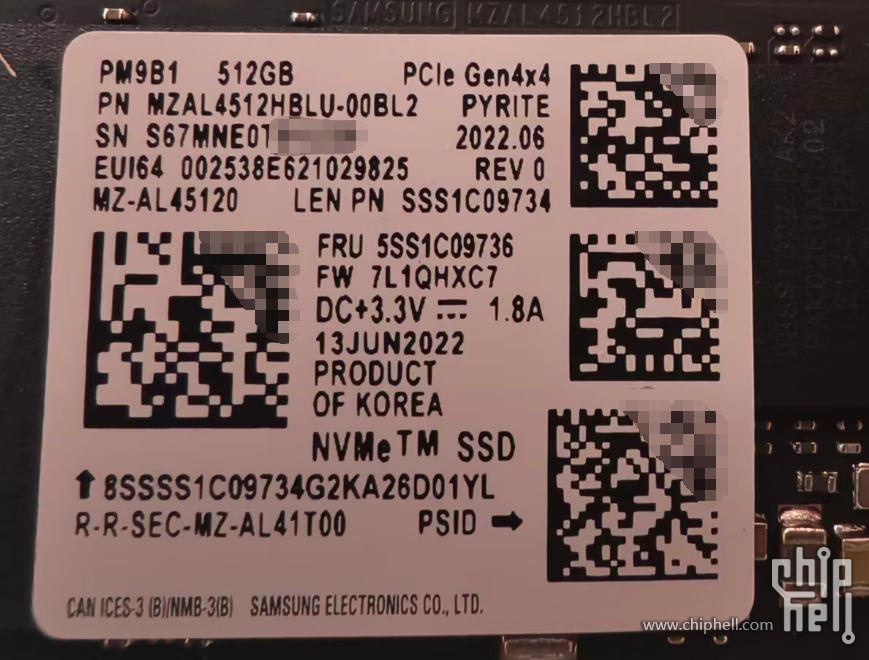 SAMSUNG MZAL4512HBL2
PM9B1 512GB PCIe Gen4x4
PN MZAL4512HBLU-00BL2 PYRITE
SN S67MNE0T 2022.06
EUI64 002538E621029825 REV 0
MZ-AL45120 LEN PN SSS1C09734
FRU 5SS1C09736
FW 7L1QHXC7
DC+3.3V 1.8A
13JUN2022
PRODUCT
OF KOREA
NVMe™ SSD
8SSSS1C09734G2KA26D01YL
R-R-SEC-MZ-AL41T00 PSID
CAN ICES-3 (B)/NMB-3(B) SAMSUNG ELECTRONICS CO., LTD.
www.chiphell.com
chip
hell